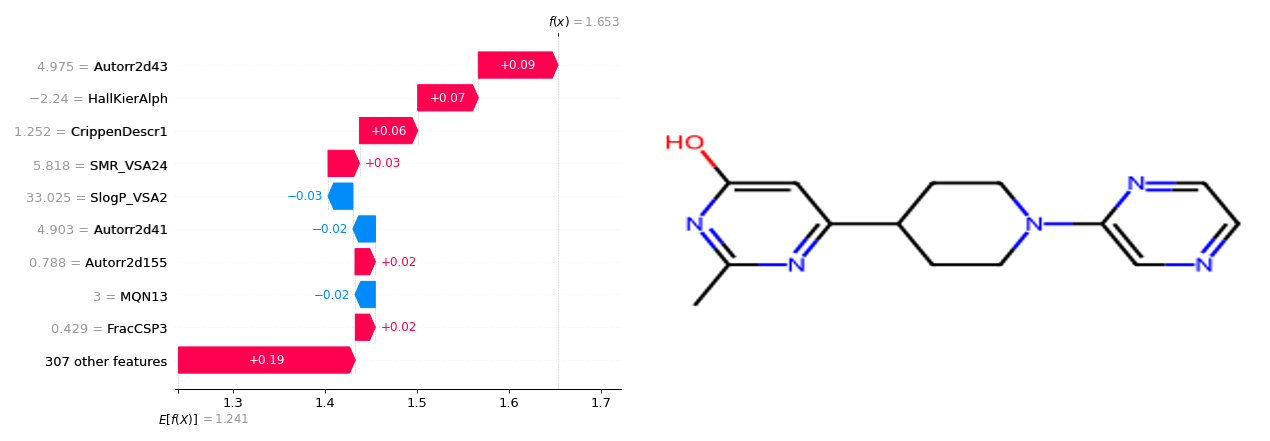 f(x) = 1.653
4.975 = Autorr2d43 +0.09
−2.24 = HallKierAlph +0.07
1.252 = CrippenDescr1 +0.06
5.818 = SMR_VSA24 +0.03
33.025 = SlogP_VSA2 −0.03
4.903 = Autorr2d41 −0.02
0.788 = Autorr2d155 +0.02
3 = MQN13 −0.02
0.429 = FracCSP3 +0.02
307 other features +0.19
1.3 1.4 1.5 1.6 1.7
E[f(X)] = 1.241
HO
N
N
N
N
N
N